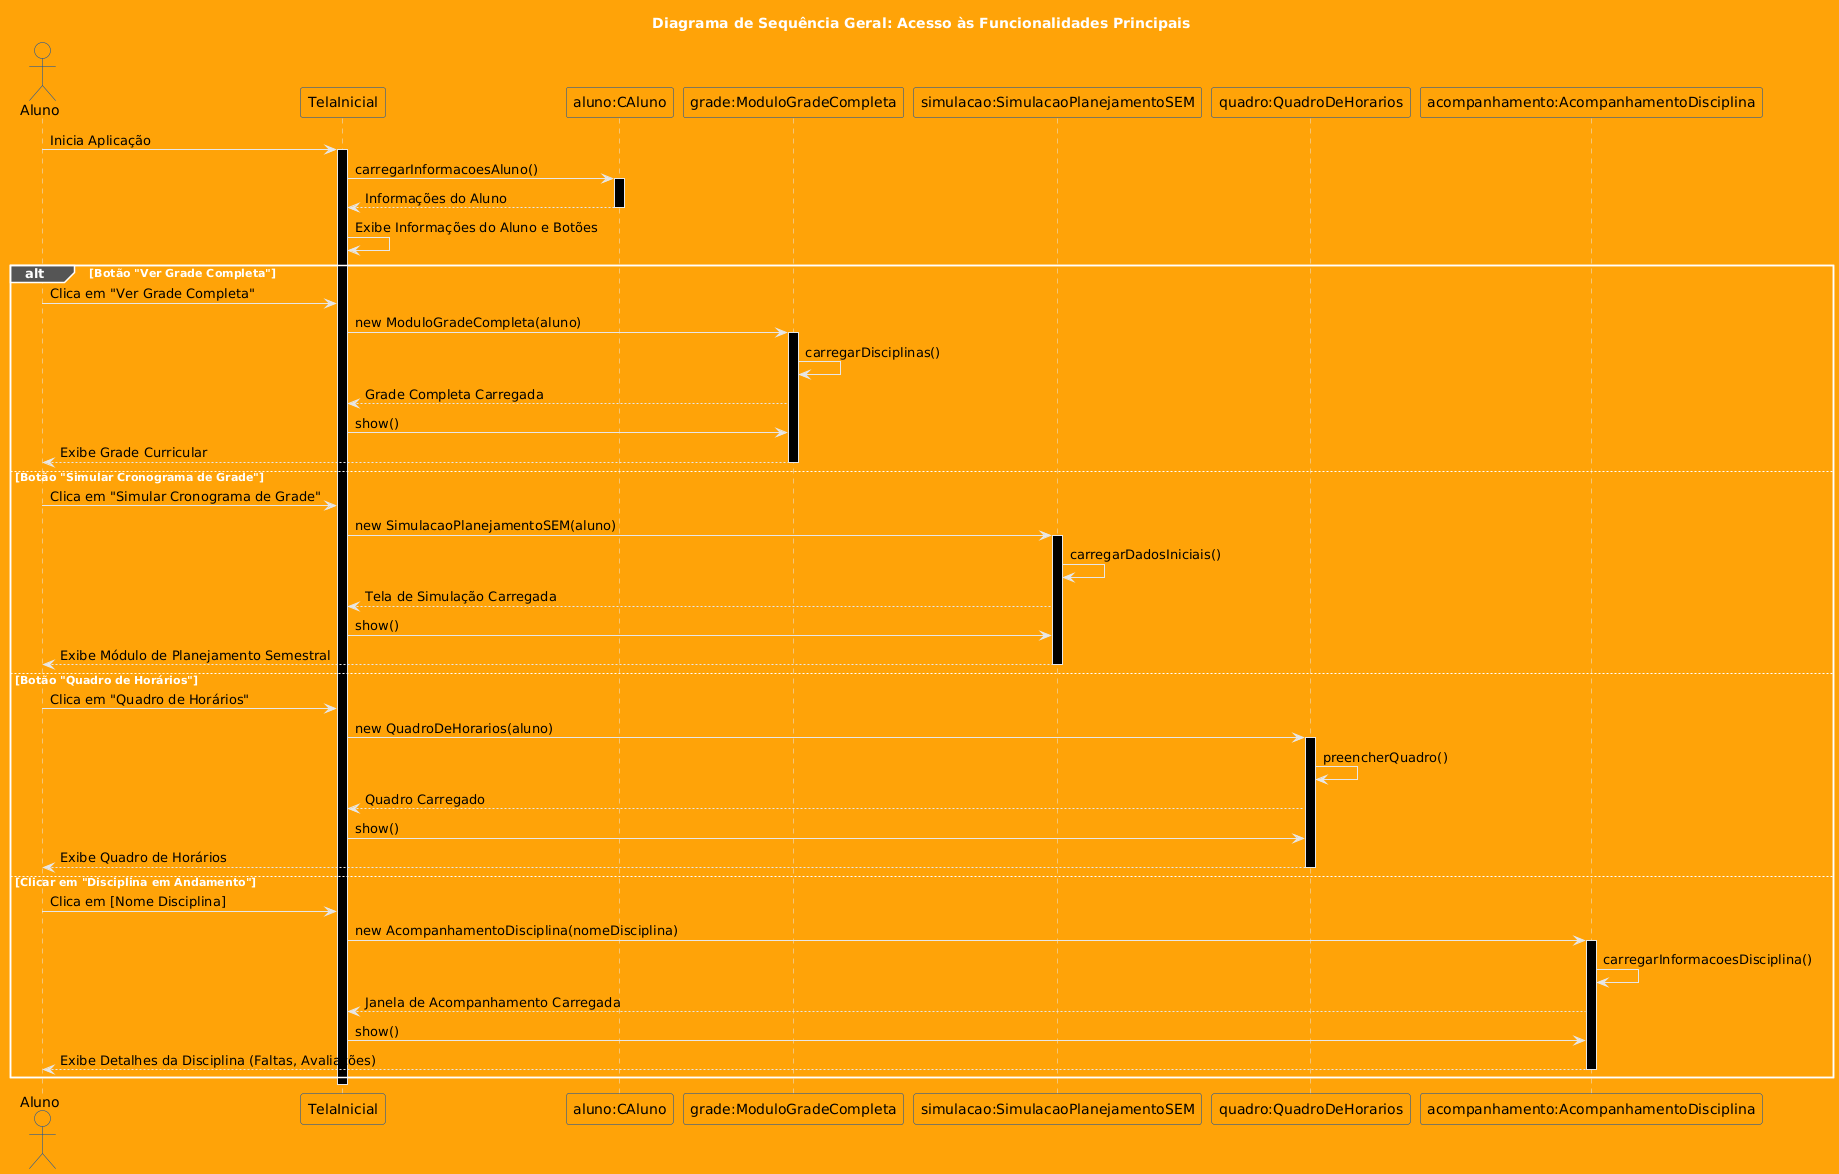 Diagrama de Sequência Geral: Acesso às Funcionalidades Principais
Aluno
TelaInicial
aluno:CAluno
grade:ModuloGradeCompleta
simulacao:SimulacaoPlanejamentoSEM
quadro:QuadroDeHorarios
acompanhamento:AcompanhamentoDisciplina
Inicia Aplicação
carregarInformacoesAluno()
Informações do Aluno
Exibe Informações do Aluno e Botões
alt
[Botão "Ver Grade Completa"]
Clica em "Ver Grade Completa"
new ModuloGradeCompleta(aluno)
carregarDisciplinas()
Grade Completa Carregada
show()
Exibe Grade Curricular
[Botão "Simular Cronograma de Grade"]
Clica em "Simular Cronograma de Grade"
new SimulacaoPlanejamentoSEM(aluno)
carregarDadosIniciais()
Tela de Simulação Carregada
show()
Exibe Módulo de Planejamento Semestral
[Botão "Quadro de Horários"]
Clica em "Quadro de Horários"
new QuadroDeHorarios(aluno)
preencherQuadro()
Quadro Carregado
show()
Exibe Quadro de Horários
[Clicar em "Disciplina em Andamento"]
Clica em [Nome Disciplina]
new AcompanhamentoDisciplina(nomeDisciplina)
carregarInformacoesDisciplina()
Janela de Acompanhamento Carregada
show()
Exibe Detalhes da Disciplina (Faltas, Avaliações)
Aluno
TelaInicial
aluno:CAluno
grade:ModuloGradeCompleta
simulacao:SimulacaoPlanejamentoSEM
quadro:QuadroDeHorarios
acompanhamento:AcompanhamentoDisciplina